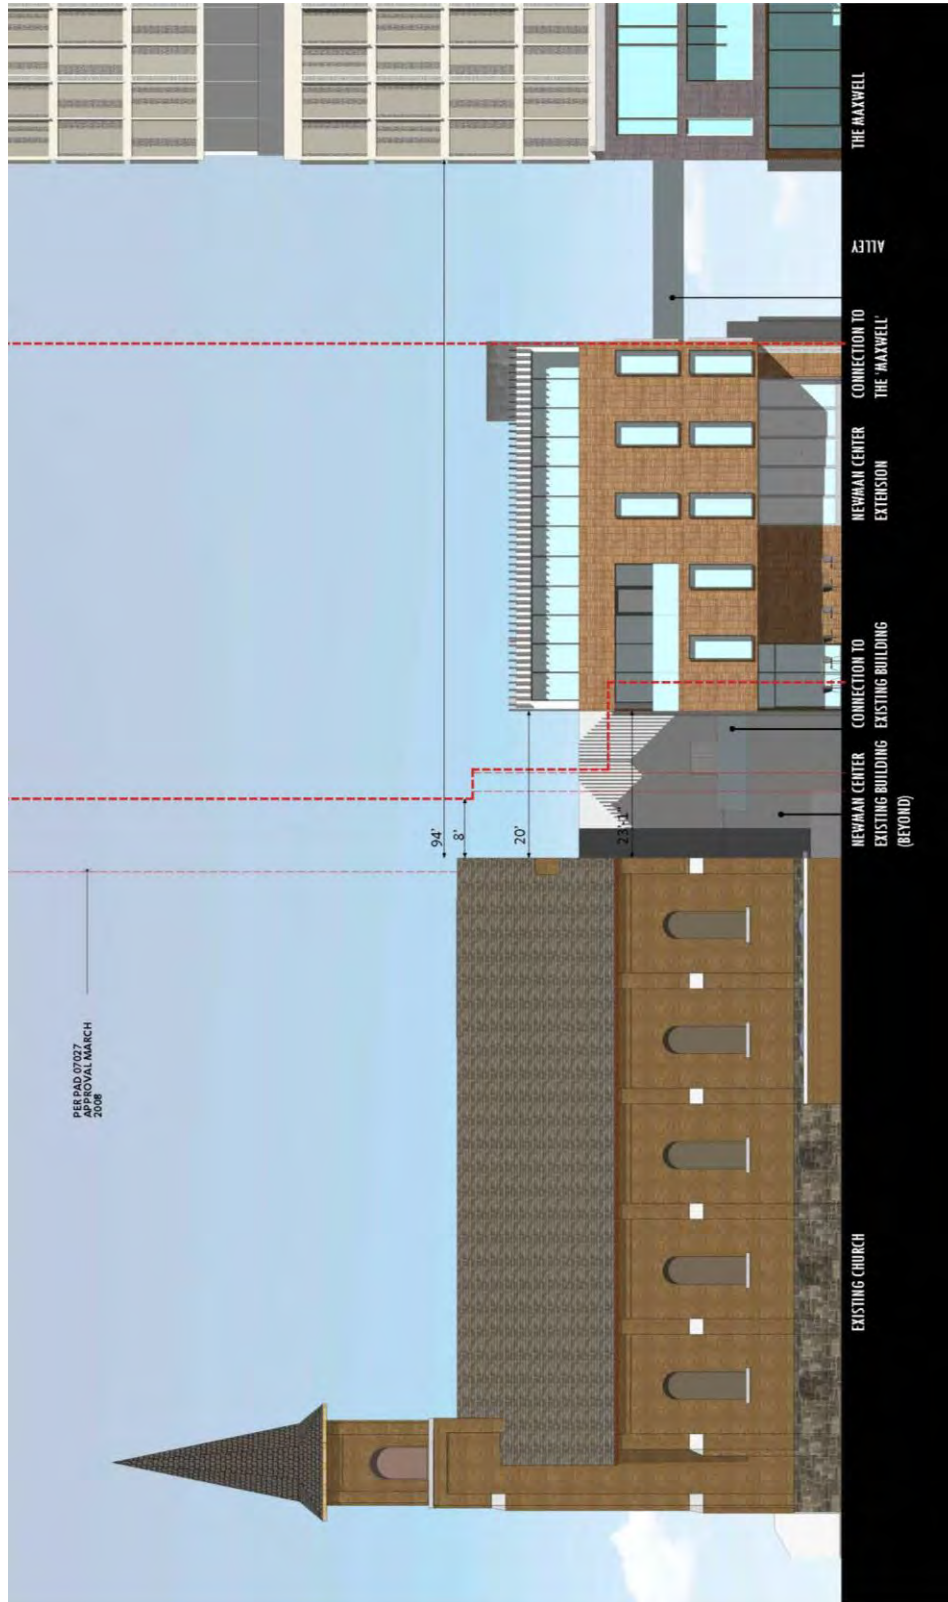 PER PAD 07027
APPROVAL MARCH
2008
94'
8'
20'
23'-1"
EXISTING CHURCH
NEWMAN CENTER
EXISTING BUILDING
(BEYOND)
CONNECTION TO
EXISTING BUILDING
NEWMAN CENTER
EXTENSION
CONNECTION TO
THE 'MAXWELL'
ALLEY
THE MAXWELL